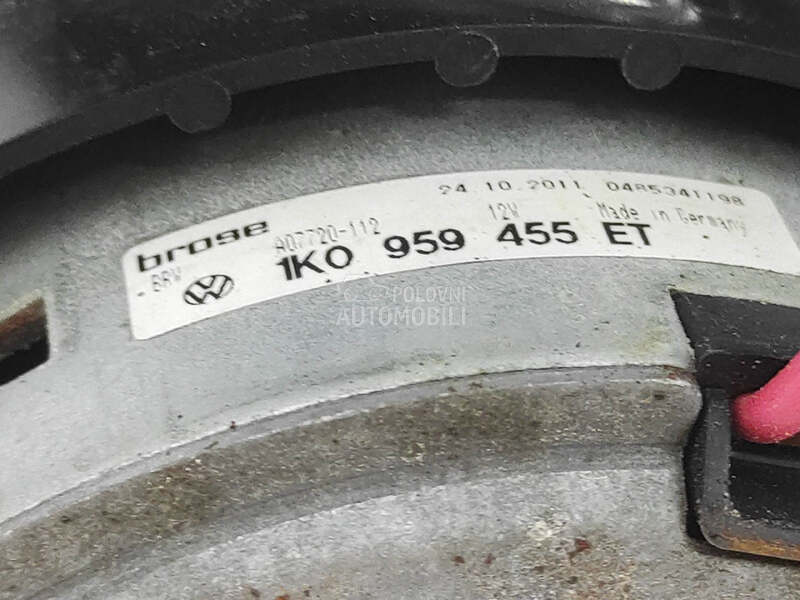 24.10.2011 0485341198
brose A07720-112 12V Made in Germany
-BRV 1K0 959 455 ET
POLOVNI
AUTOMOBILI